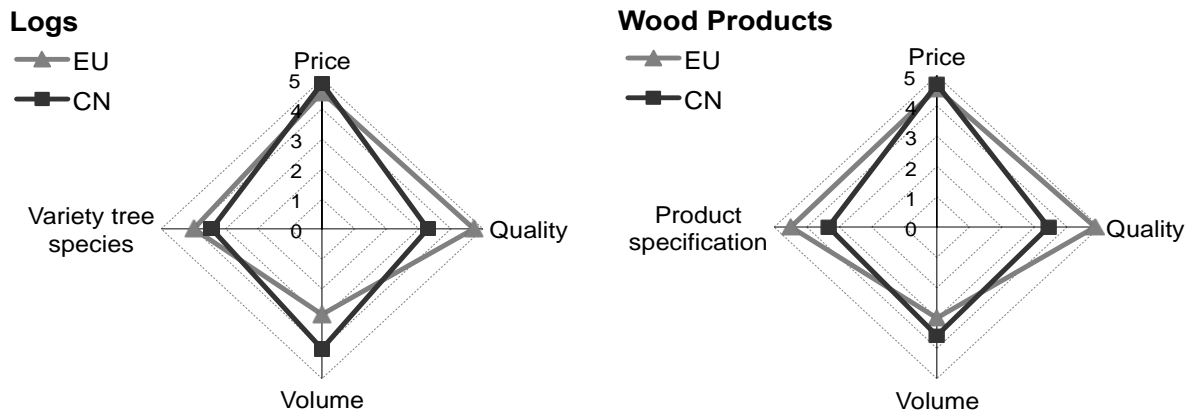 Logs
EU
CN
Price
5
4
3
2
1
0
Variety tree
species
Quality
Volume
Wood Products
EU
CN
Price
5
4
3
2
1
0
Product
specification
Quality
Volume